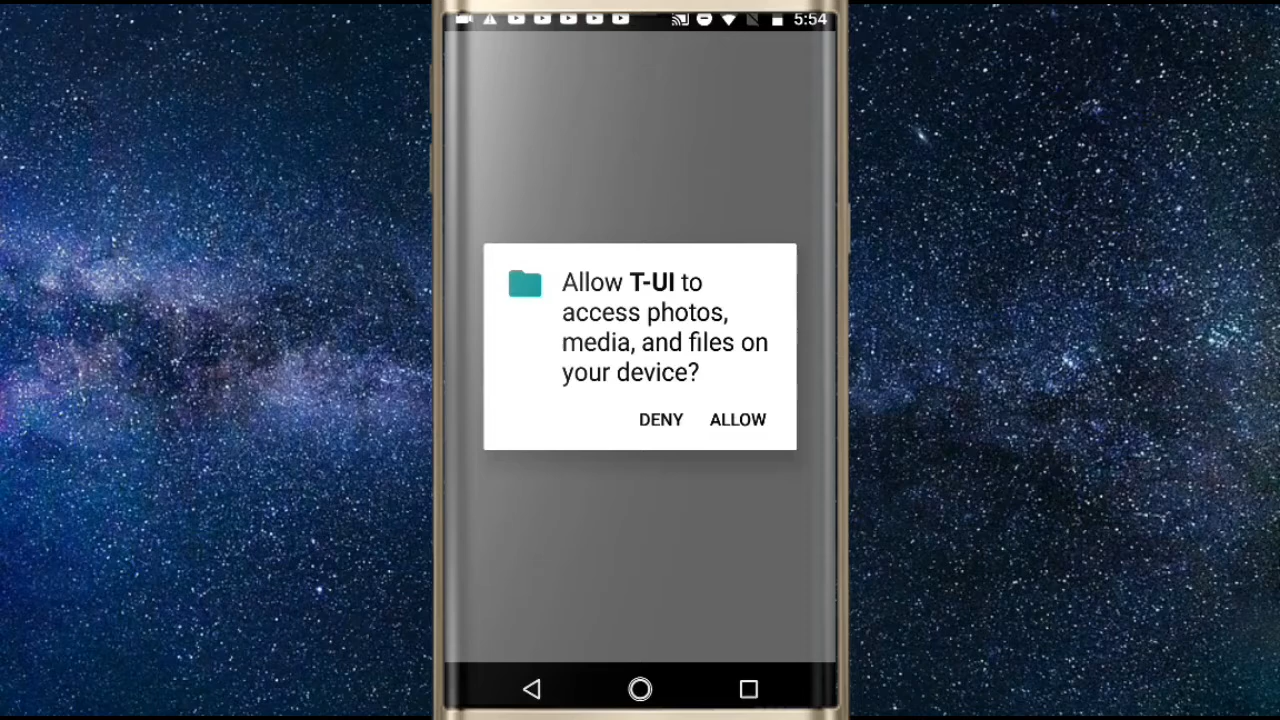 5:54
Allow T-UI to
access photos,
media, and files on
your device?
DENY ALLOW